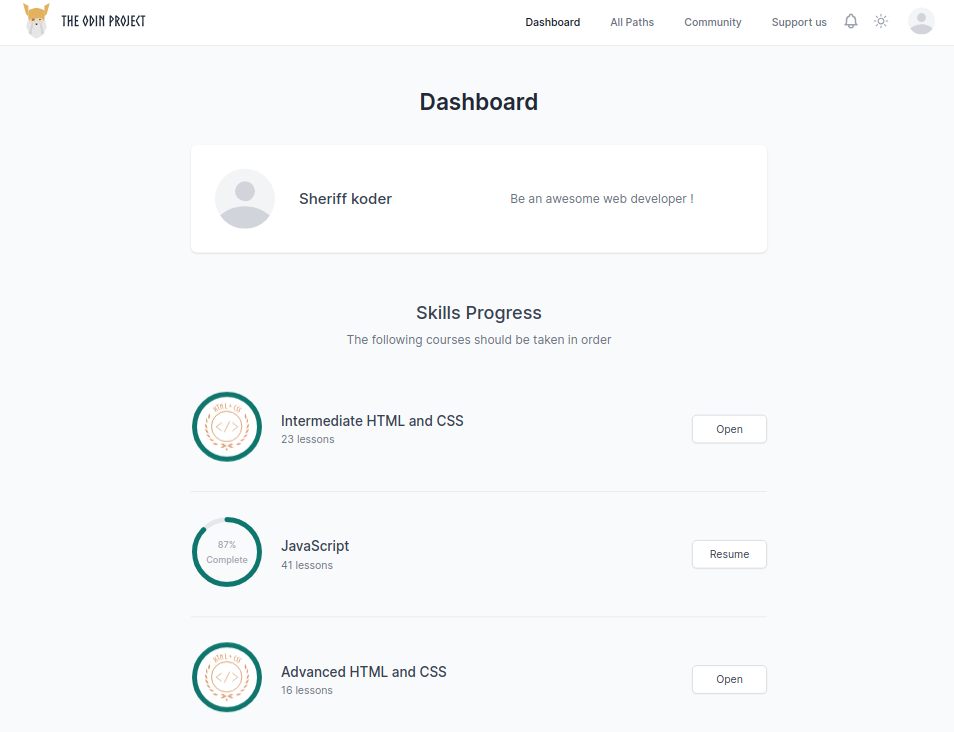 THE ODIN PROJECT
Dashboard
All Paths
Community
Support us
Dashboard
Sheriff koder
Be an awesome web developer !
Skills Progress
The following courses should be taken in order
HTML + CSS
</>
Intermediate HTML and CSS
23 lessons
Open
87%
Complete
JavaScript
41 lessons
Resume
HTML + CSS
</>
Advanced HTML and CSS
16 lessons
Open